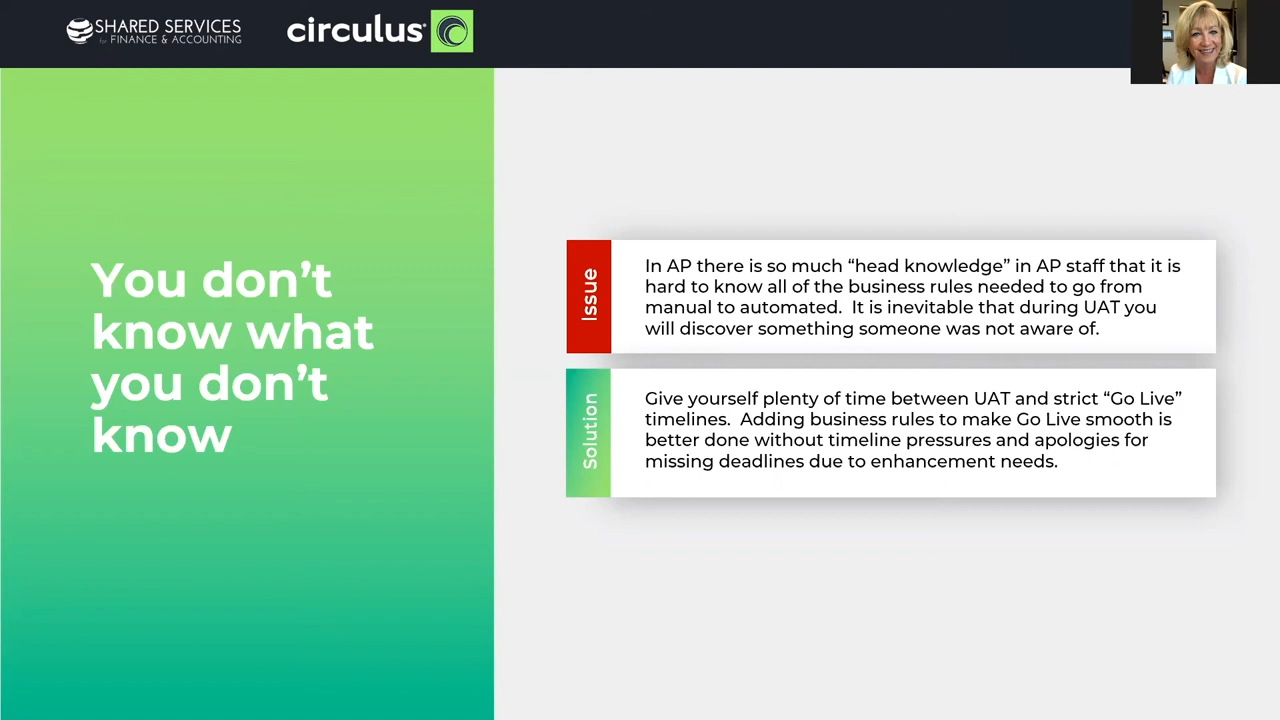 SHARED SERVICES
for FINANCE & ACCOUNTING
circulus®
You don’t
know what
you don’t
know
Issue
In AP there is so much “head knowledge” in AP staff that it is
hard to know all of the business rules needed to go from
manual to automated.  It is inevitable that during UAT you
will discover something someone was not aware of.
Solution
Give yourself plenty of time between UAT and strict “Go Live”
timelines.  Adding business rules to make Go Live smooth is
better done without timeline pressures and apologies for
missing deadlines due to enhancement needs.